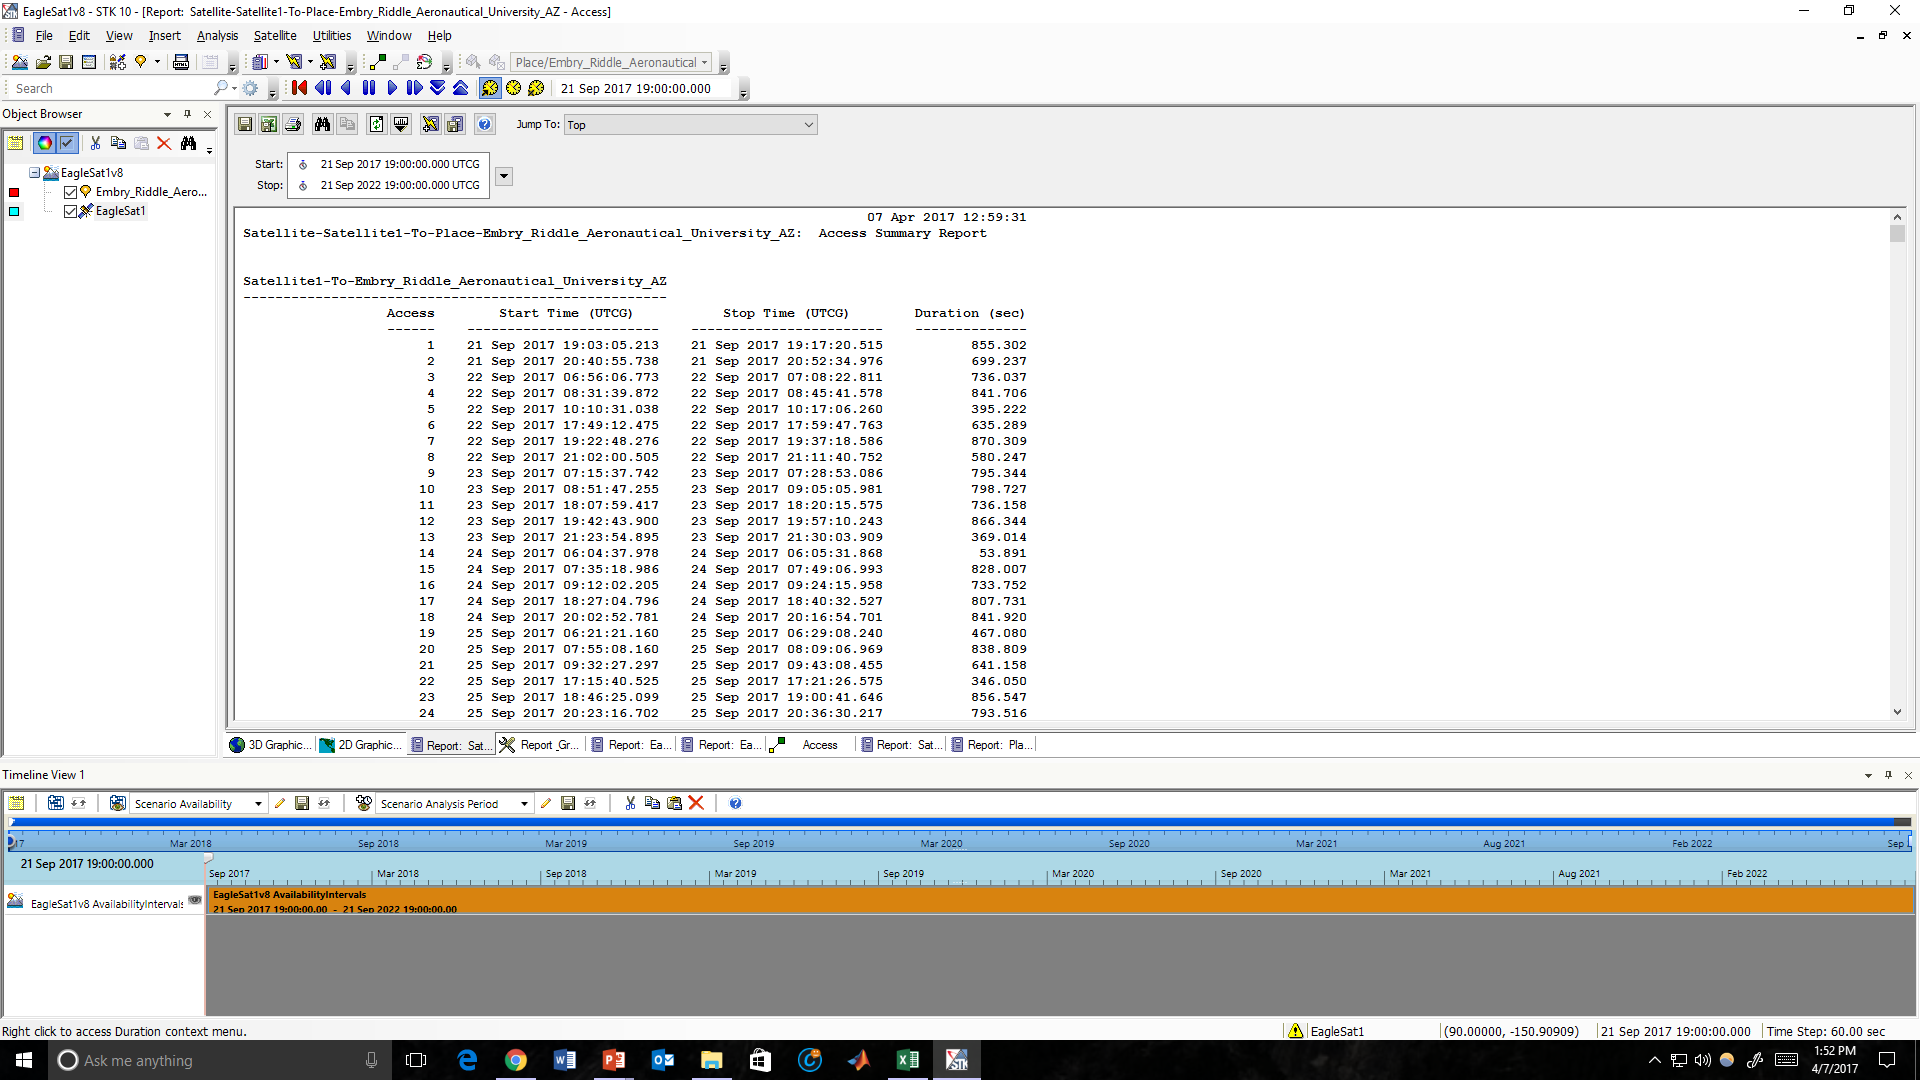 EagleSat1v8 - STK 10 - [Report:  Satellite-Satellite1-To-Place-Embry_Riddle_Aeronautical_University_AZ - Access]
File Edit View Insert Analysis Satellite Utilities Window Help
Place/Embry_Riddle_Aeronautical
Search 21 Sep 2017 19:00:00.000
Object Browser
Jump To: Top
EagleSat1v8
Embry_Riddle_Aero...
EagleSat1
Start: 21 Sep 2017 19:00:00.000 UTCG
Stop: 21 Sep 2022 19:00:00.000 UTCG
07 Apr 2017 12:59:31
Satellite-Satellite1-To-Place-Embry_Riddle_Aeronautical_University_AZ:  Access Summary Report
Satellite1-To-Embry_Riddle_Aeronautical_University_AZ
-----------------------------------------------------
Access Start Time (UTCG) Stop Time (UTCG) Duration (sec)
------ ------------------------ ------------------------ --------------
1 21 Sep 2017 19:03:05.213 21 Sep 2017 19:17:20.515 855.302
2 21 Sep 2017 20:40:55.738 21 Sep 2017 20:52:34.976 699.237
3 22 Sep 2017 06:56:06.773 22 Sep 2017 07:08:22.811 736.037
4 22 Sep 2017 08:31:39.872 22 Sep 2017 08:45:41.578 841.706
5 22 Sep 2017 10:10:31.038 22 Sep 2017 10:17:06.260 395.222
6 22 Sep 2017 17:49:12.475 22 Sep 2017 17:59:47.763 635.289
7 22 Sep 2017 19:22:48.276 22 Sep 2017 19:37:18.586 870.309
8 22 Sep 2017 21:02:00.505 22 Sep 2017 21:11:40.752 580.247
9 23 Sep 2017 07:15:37.742 23 Sep 2017 07:28:53.086 795.344
10 23 Sep 2017 08:51:47.255 23 Sep 2017 09:05:05.981 798.727
11 23 Sep 2017 18:07:59.417 23 Sep 2017 18:20:15.575 736.158
12 23 Sep 2017 19:42:43.900 23 Sep 2017 19:57:10.243 866.344
13 23 Sep 2017 21:23:54.895 23 Sep 2017 21:30:03.909 369.014
14 24 Sep 2017 06:04:37.978 24 Sep 2017 06:05:31.868 53.891
15 24 Sep 2017 07:35:18.986 24 Sep 2017 07:49:06.993 828.007
16 24 Sep 2017 09:12:02.205 24 Sep 2017 09:24:15.958 733.752
17 24 Sep 2017 18:27:04.796 24 Sep 2017 18:40:32.527 807.731
18 24 Sep 2017 20:02:52.781 24 Sep 2017 20:16:54.701 841.920
19 25 Sep 2017 06:21:21.160 25 Sep 2017 06:29:08.240 467.080
20 25 Sep 2017 07:55:08.160 25 Sep 2017 08:09:06.969 838.809
21 25 Sep 2017 09:32:27.297 25 Sep 2017 09:43:08.455 641.158
22 25 Sep 2017 17:15:40.525 25 Sep 2017 17:21:26.575 346.050
23 25 Sep 2017 18:46:25.099 25 Sep 2017 19:00:41.646 856.547
24 25 Sep 2017 20:23:16.702 25 Sep 2017 20:36:30.217 793.516
3D Graphic... 2D Graphic... Report:  Sat... Report_Gr... Report:  Ea... Report:  Ea... Access Report:  Sat... Report:  Pla...
Timeline View 1
Scenario Availability Scenario Analysis Period
17 Mar 2018 Sep 2018 Mar 2019 Sep 2019 Mar 2020 Sep 2020 Mar 2021 Aug 2021 Feb 2022 Sep
21 Sep 2017 19:00:00.000
Sep 2017 Mar 2018 Sep 2018 Mar 2019 Sep 2019 Mar 2020 Sep 2020 Mar 2021 Aug 2021 Feb 2022
EagleSat1v8 AvailabilityIntervals
EagleSat1v8 AvailabilityIntervals
21 Sep 2017 19:00:00.00 - 21 Sep 2022 19:00:00.00
Right click to access Duration context menu. EagleSat1 (90.00000, -150.90909) 21 Sep 2017 19:00:00.000 Time Step: 60.00 sec
Ask me anything
1:52 PM
4/7/2017